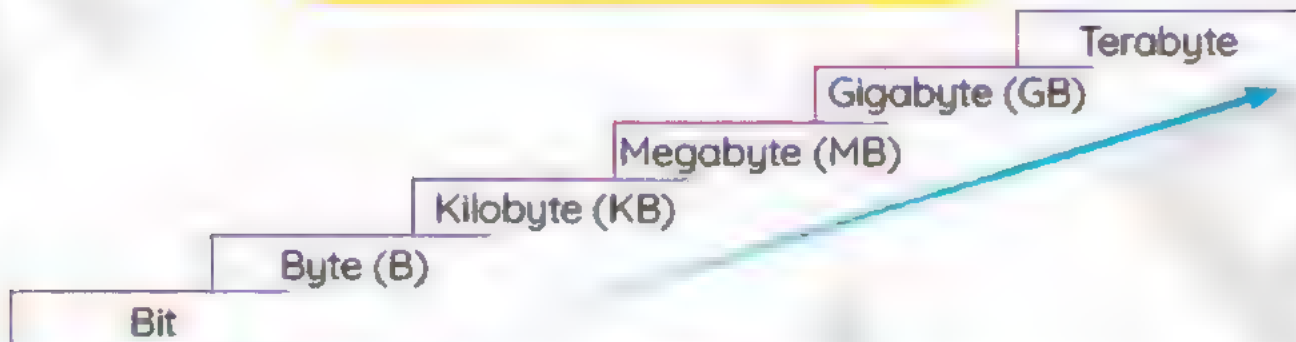 Terabyte
Gigabyte (GB)
Megabyte (MB)
Kilobyte (KB)
Byte (B)
Bit